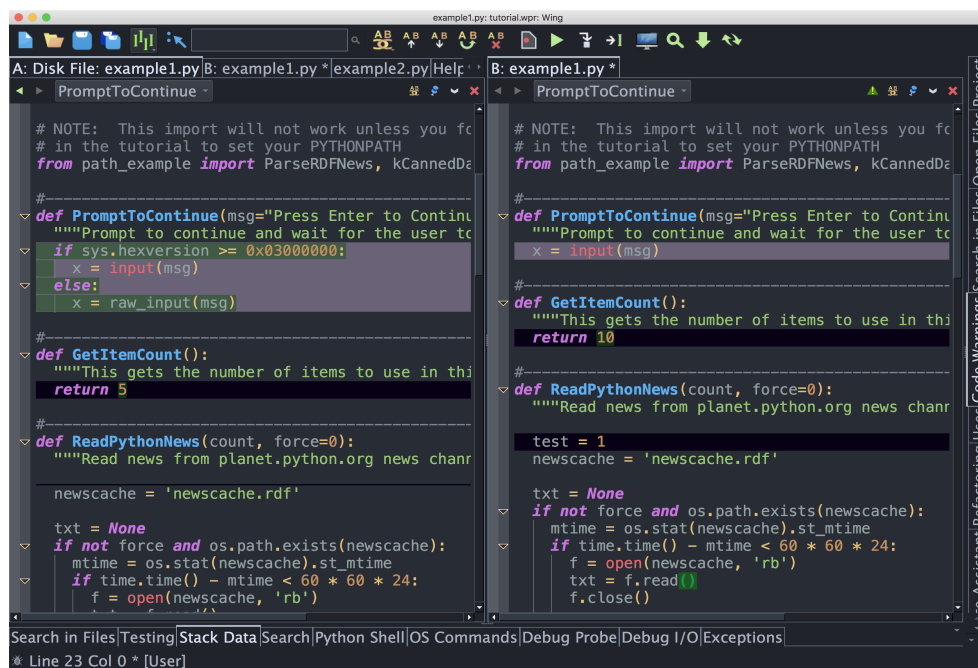 example1.py: tutorial.wpr: Wing
A: Disk File: example1.py B: example1.py * example2.py Help
PromptToContinue
# NOTE:  This import will not work unless you fo
# in the tutorial to set your PYTHONPATH
from path_example import ParseRDFNews, kCannedDa
#
def PromptToContinue(msg="Press Enter to Continu
"""Prompt to continue and wait for the user to
if sys.hexversion >= 0x03000000:
x = input(msg)
else:
x = raw_input(msg)
#
def GetItemCount():
"""This gets the number of items to use in thi
return 5
#
def ReadPythonNews(count, force=0):
"""Read news from planet.python.org news chann
newscache = 'newscache.rdf'
txt = None
if not force and os.path.exists(newscache):
mtime = os.stat(newscache).st_mtime
if time.time() - mtime < 60 * 60 * 24:
f = open(newscache, 'rb')
B: example1.py *
PromptToContinue
# NOTE:  This import will not work unless you fo
# in the tutorial to set your PYTHONPATH
from path_example import ParseRDFNews, kCannedDa
#
def PromptToContinue(msg="Press Enter to Continu
"""Prompt to continue and wait for the user to
x = input(msg)
#
def GetItemCount():
"""This gets the number of items to use in thi
return 10
#
def ReadPythonNews(count, force=0):
"""Read news from planet.python.org news chann
test = 1
newscache = 'newscache.rdf'
txt = None
if not force and os.path.exists(newscache):
mtime = os.stat(newscache).st_mtime
if time.time() - mtime < 60 * 60 * 24:
f = open(newscache, 'rb')
txt = f.read()
f.close()
Search in Files Testing Stack Data Search Python Shell OS Commands Debug Probe Debug I/O Exceptions
Line 23 Col 0 * [User]